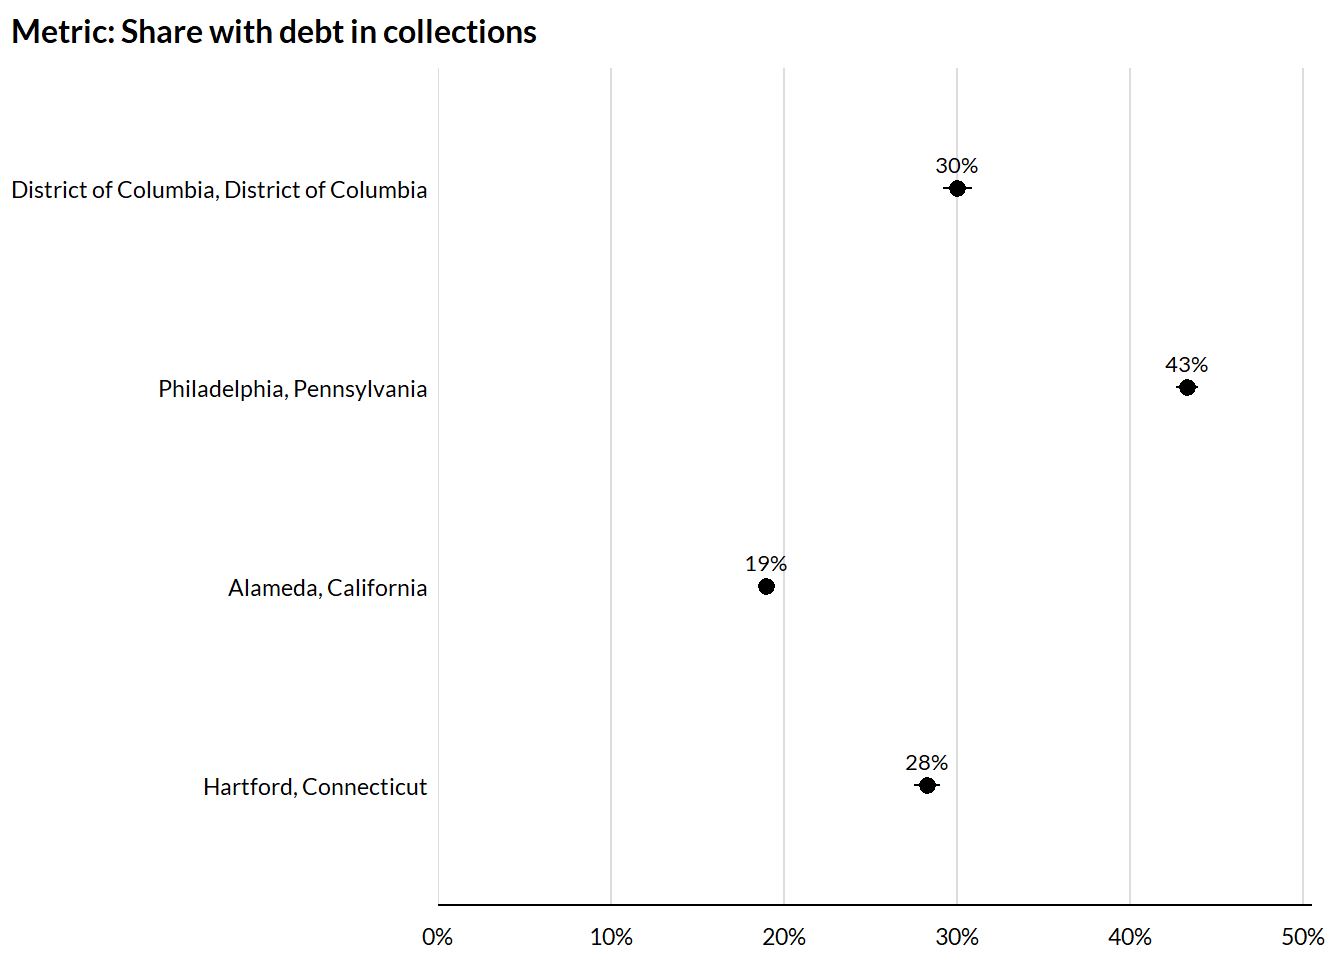 Metric: Share with debt in collections
30%
District of Columbia, District of Columbia
43%
Philadelphia, Pennsylvania
19%
Alameda, California
28%
Hartford, Connecticut
0% 10% 20% 30% 40% 50%